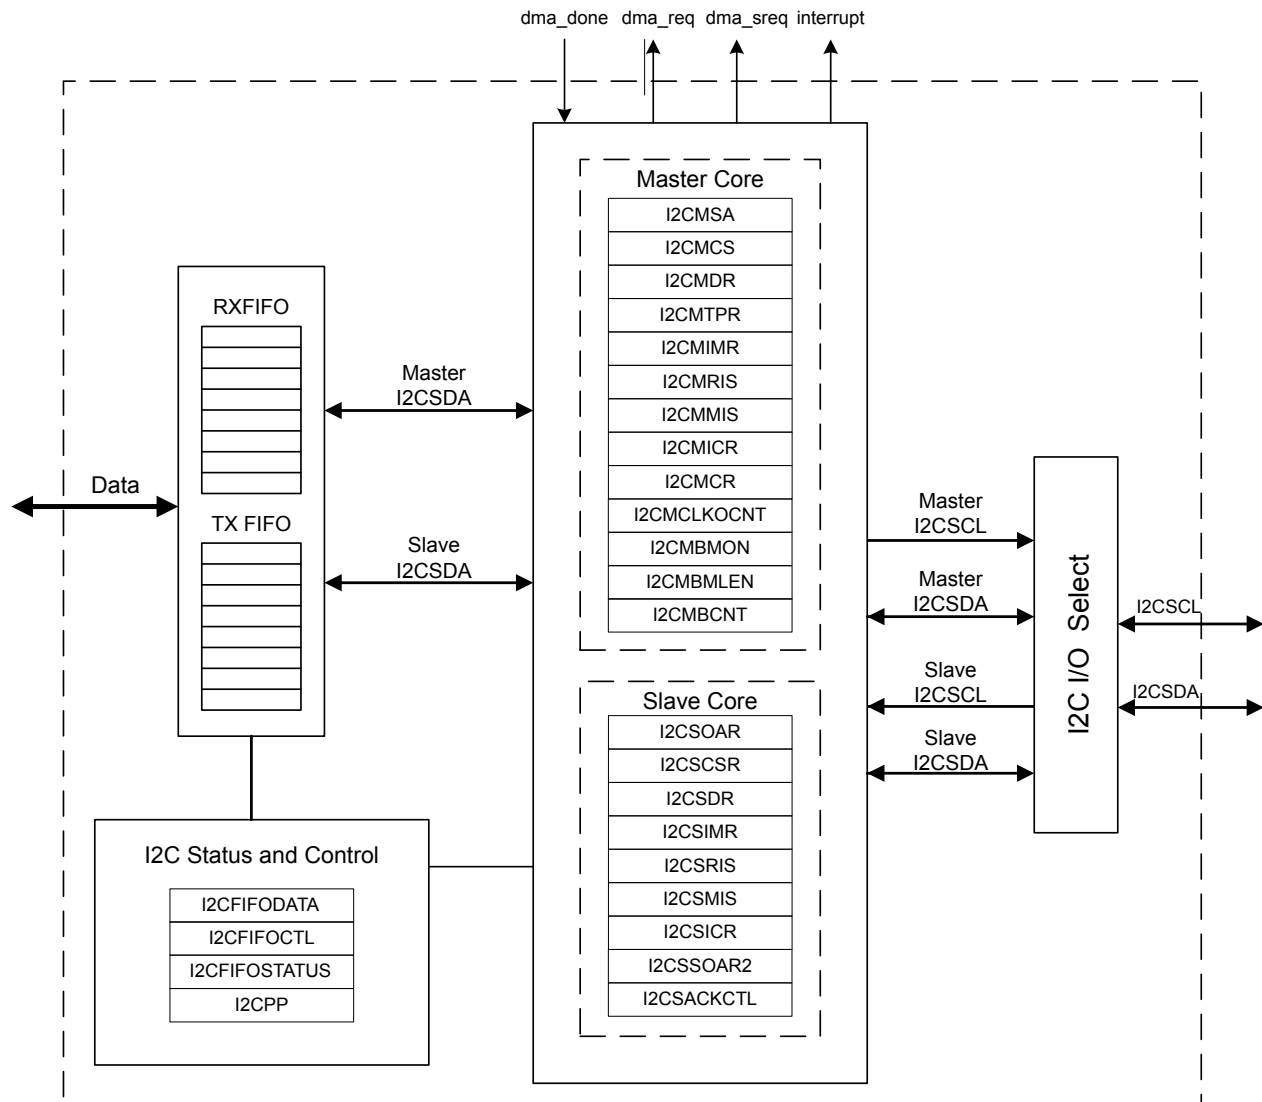 dma_done dma_req dma_sreq interrupt
Master Core
I2CMSA
I2CMCS
I2CMDR
I2CMTPR
I2CMIMR
I2CMRIS
I2CMMIS
I2CMICR
I2CMCR
I2CMCLKOCNT
I2CMBMON
I2CMBMLEN
I2CMBCNT
Slave Core
I2CSOAR
I2CSCSR
I2CSDR
I2CSIMR
I2CSRIS
I2CSMIS
I2CSICR
I2CSSOAR2
I2CSACKCTL
RXFIFO
TX FIFO
Data
Master
I2CSDA
Slave
I2CSDA
I2C Status and Control
I2CFIFODATA
I2CFIFOCTL
I2CFIFOSTATUS
I2CPP
Master
I2CSCL
Master
I2CSDA
Slave
I2CSCL
Slave
I2CSDA
I2C I/O Select
I2CSCL
I2CSDA